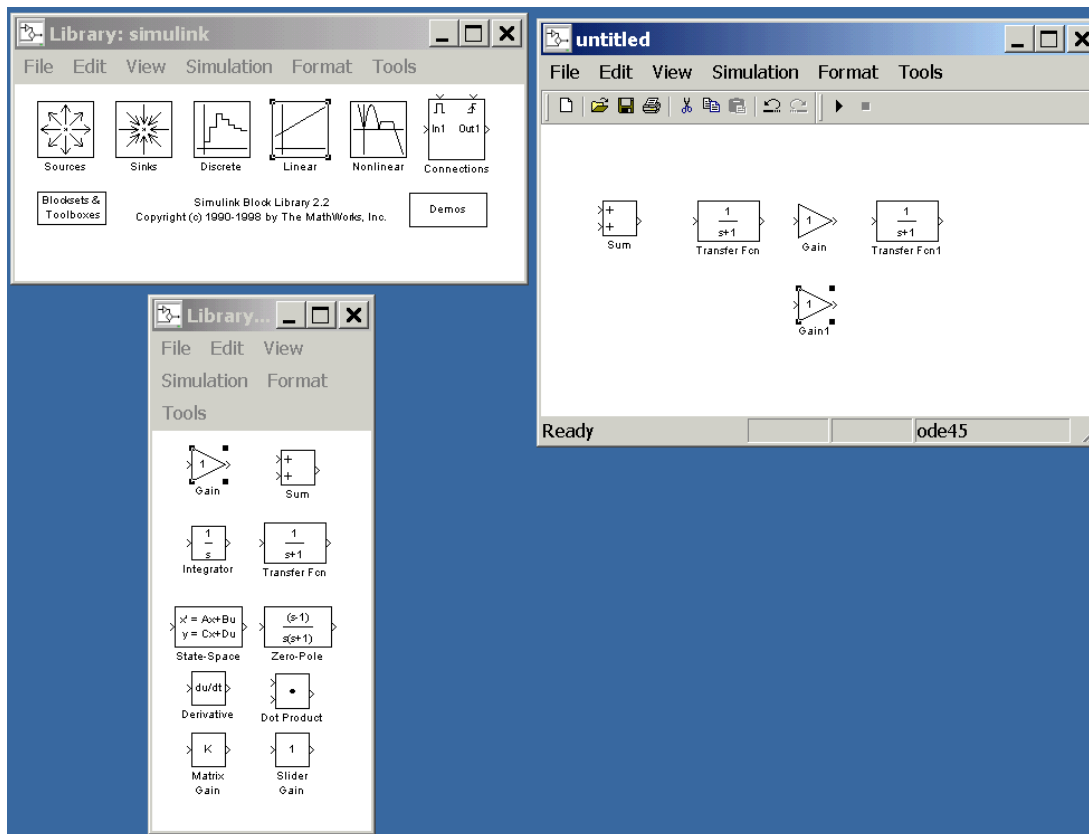 Library: simulink
File Edit View Simulation Format Tools
In1 Out1
Sources Sinks Discrete Linear Nonlinear Connections
Blocksets &
Toolboxes
Simulink Block Library 2.2
Copyright (c) 1990-1998 by The MathWorks, Inc.
Demos
untitled
File Edit View Simulation Format Tools
+
+
Sum
1
s+1
Transfer Fcn
1
Gain
1
s+1
Transfer Fcn1
1
Gain1
Ready ode45
Library...
File Edit View
Simulation Format
Tools
1
Gain
+
+
Sum
1
s
Integrator
1
s+1
Transfer Fcn
x' = Ax+Bu
y = Cx+Du
State-Space
(s-1)
s(s+1)
Zero-Pole
du/dt
Derivative
Dot Product
K
Matrix
Gain
1
Slider
Gain